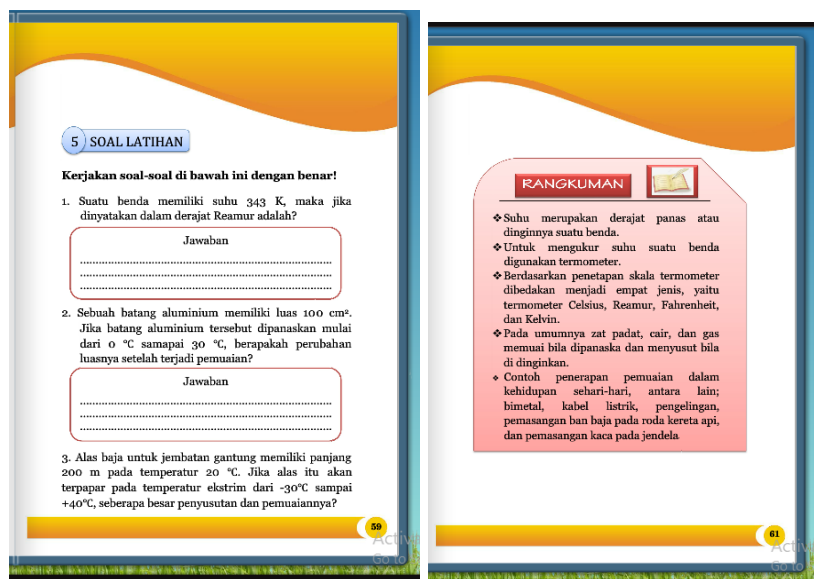 5 SOAL LATIHAN
Kerjakan soal-soal di bawah ini dengan benar!
1. Suatu benda memiliki suhu 343 K, maka jika
dinyatakan dalam derajat Reamur adalah?
Jawaban
2. Sebuah batang aluminium memiliki luas 100 cm².
Jika batang aluminium tersebut dipanaskan mulai
dari 0 °C samapai 30 °C, berapakah perubahan
luasnya setelah terjadi pemuaian?
Jawaban
3. Alas baja untuk jembatan gantung memiliki panjang
200 m pada temperatur 20 °C. Jika alas itu akan
terpapar pada temperatur ekstrim dari -30°C sampai
+40°C, seberapa besar penyusutan dan pemuaiannya?
59
Activ
Go to
RANGKUMAN
❖Suhu merupakan derajat panas atau
dinginnya suatu benda.
❖Untuk mengukur suhu suatu benda
digunakan termometer.
❖Berdasarkan penetapan skala termometer
dibedakan menjadi empat jenis, yaitu
termometer Celsius, Reamur, Fahrenheit,
dan Kelvin.
❖Pada umumnya zat padat, cair, dan gas
memuai bila dipanaska dan menyusut bila
di dinginkan.
❖ Contoh penerapan pemuaian dalam
kehidupan sehari-hari, antara lain;
bimetal, kabel listrik, pengelingan,
pemasangan ban baja pada roda kereta api,
dan pemasangan kaca pada jendela
61
Activ
Go to